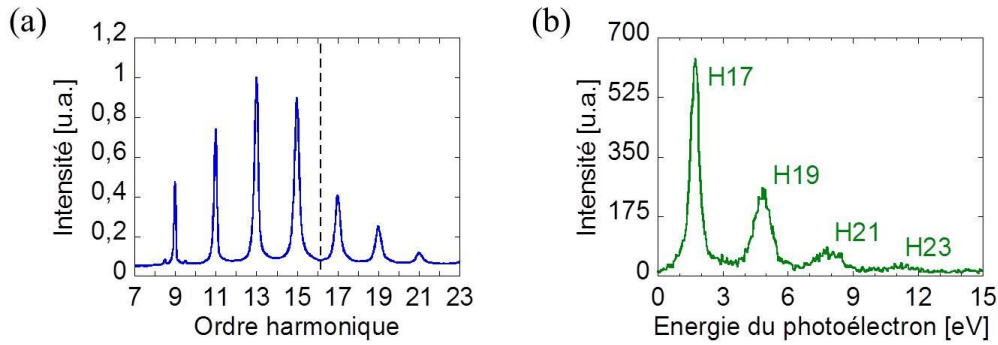 (a)
Intensité [u.a.]
1,2
1
0,8
0,6
0,4
0,2
0
7 9 11 13 15 17 19 21 23
Ordre harmonique
(b)
Intensité [u.a.]
700
525
350
175
0
H17
H19
H21
H23
0 3 6 9 12 15
Energie du photoélectron [eV]